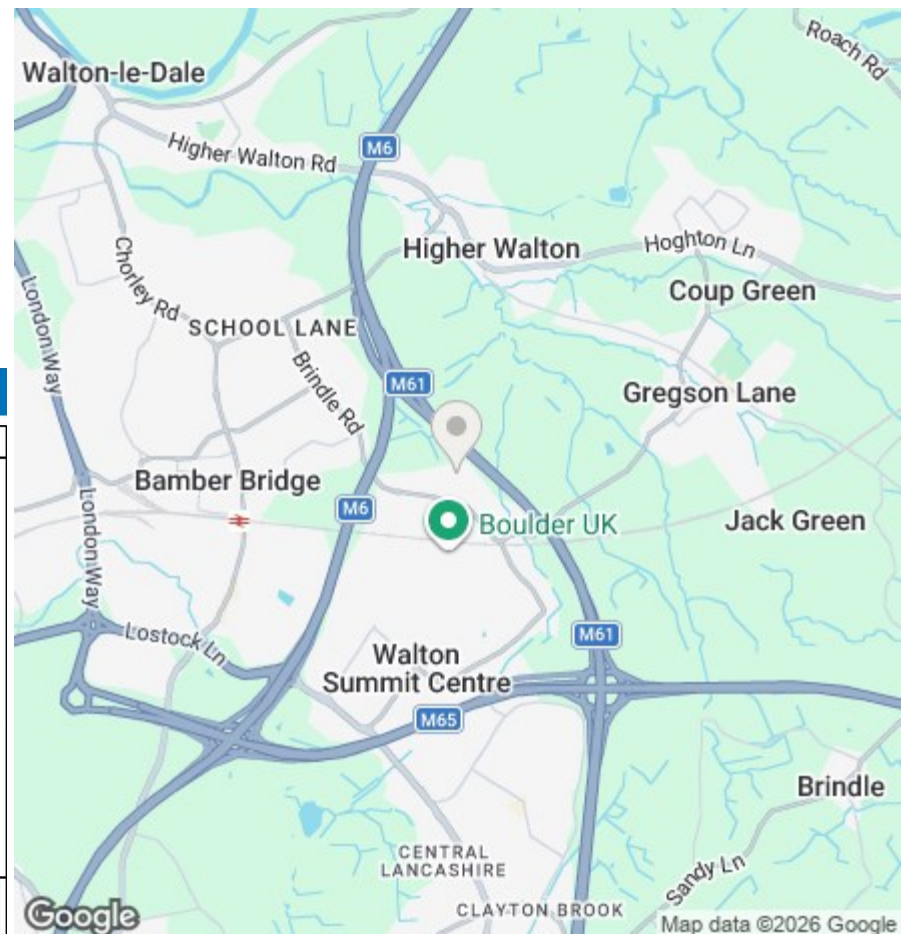 Roach Rd
Walton-le-Dale
M6
Higher Walton Rd
Higher Walton
Hoghton Ln
Coup Green
Chorley Rd
London Way
SCHOOL LANE
Brindle Rd
M61
Gregson Lane
Bamber Bridge
M6
Boulder UK
Jack Green
London Way
Lostock Ln
M61
Walton
Summit Centre
M65
Brindle
CENTRAL
LANCASHIRE
Sandy Ln
CLAYTON BROOK
Google
Map data ©2026 Google